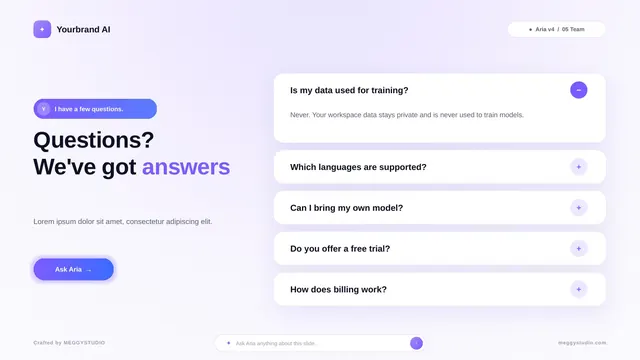 Yourbrand AI
Aria v4 / 05 Team
I have a few questions.
Questions?
We've got answers
Lorem ipsum dolor sit amet, consectetur adipiscing elit.
Ask Aria →
Is my data used for training?
Never. Your workspace data stays private and is never used to train models.
Which languages are supported?
Can I bring my own model?
Do you offer a free trial?
How does billing work?
Crafted by MEGGYSTUDIO
Ask Aria anything about this slide...
meggystudio.com